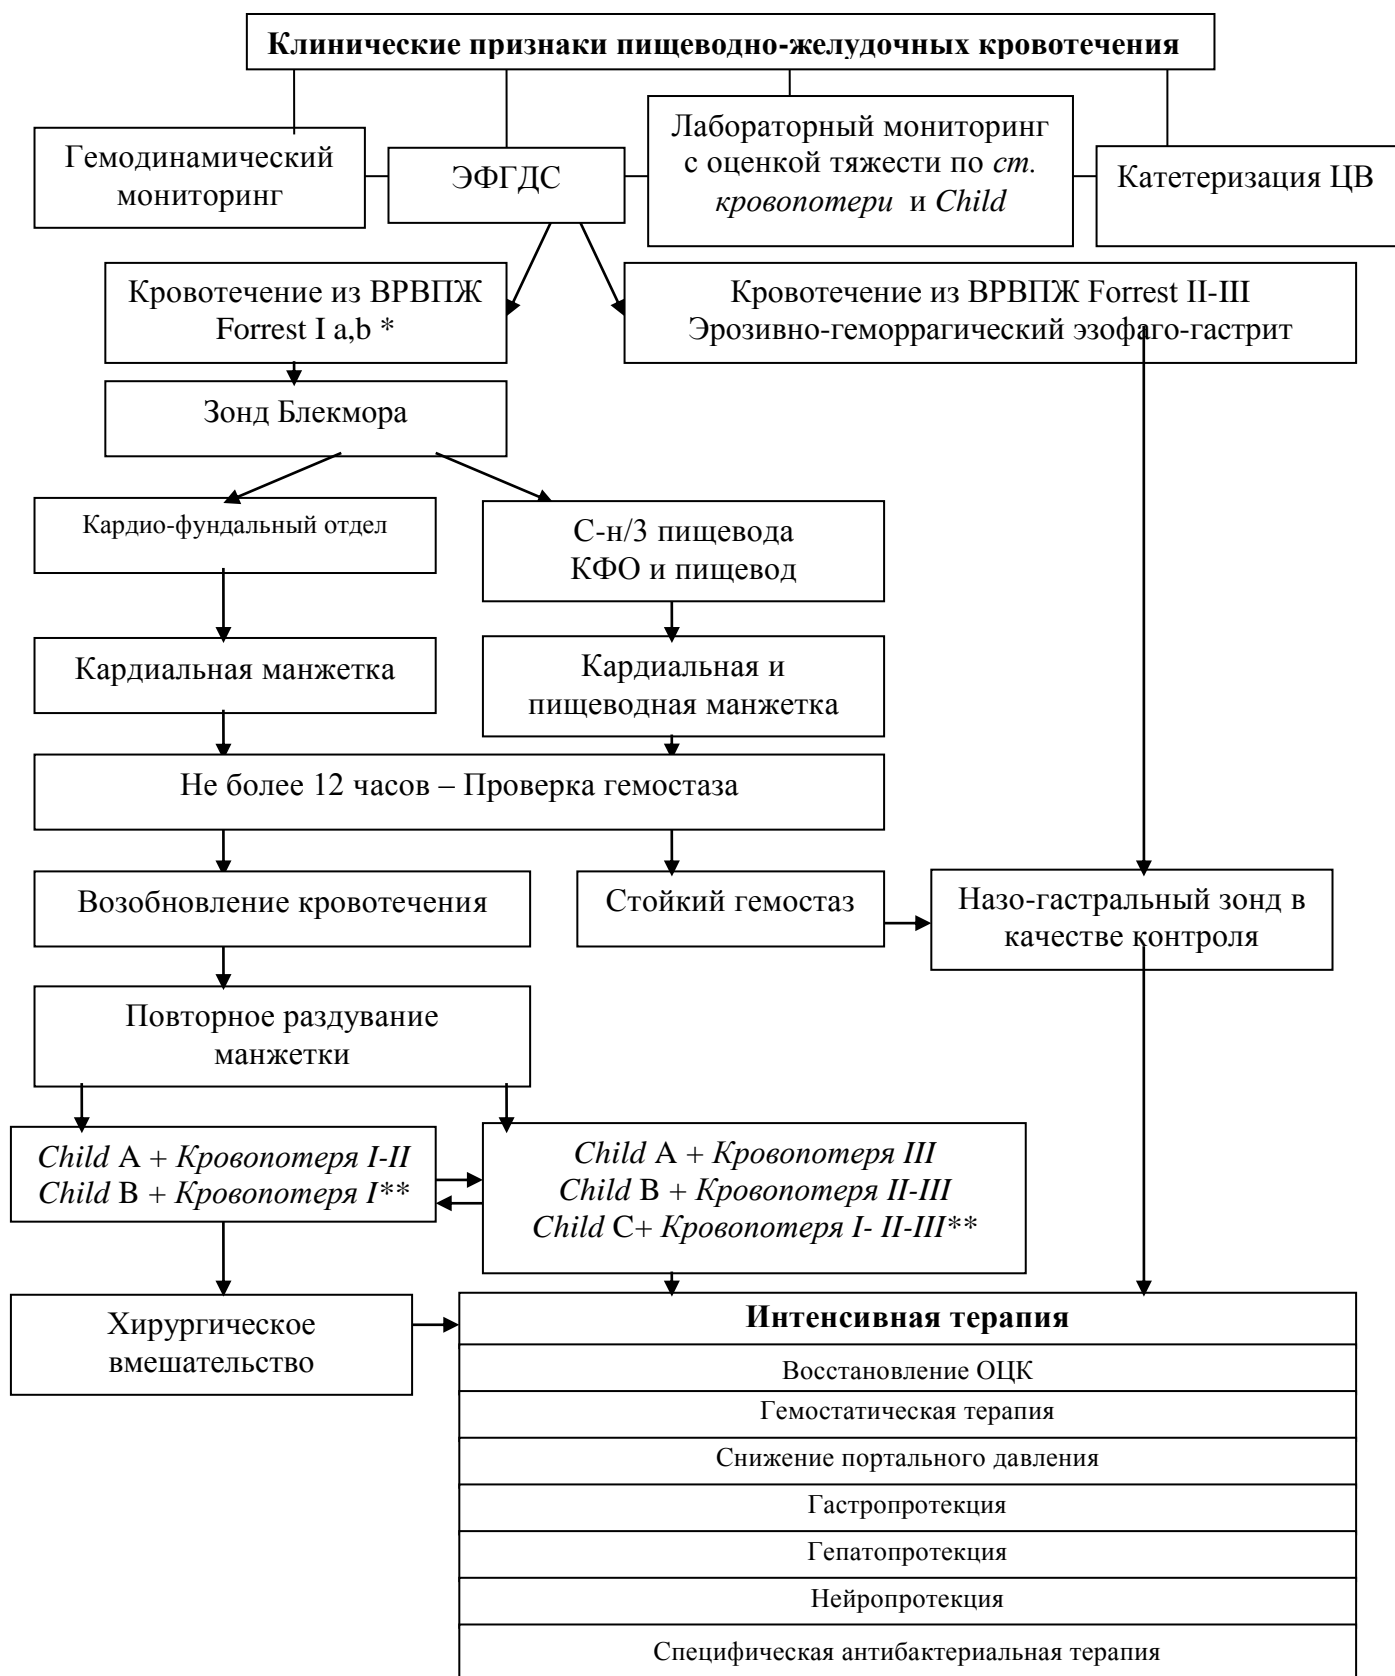 Клинические признаки пищеводно-желудочных кровотечения
Гемодинамический
мониторинг
ЭФГДС
Лабораторный мониторинг
с оценкой тяжести по ст.
кровопотери и Child
Катетеризация ЦВ
Кровотечение из ВРВПЖ
Forrest I a,b *
Кровотечение из ВРВПЖ Forrest II-III
Эрозивно-геморрагический эзофаго-гастрит
Зонд Блекмора
Кардио-фундальный отдел
С-н/3 пищевода
КФО и пищевод
Кардиальная манжетка
Кардиальная и
пищеводная манжетка
Не более 12 часов – Проверка гемостаза
Возобновление кровотечения
Стойкий гемостаз
Назо-гастральный зонд в
качестве контроля
Повторное раздувание
манжетки
Child A + Кровопотеря I-II
Child B + Кровопотеря I**
Child A + Кровопотеря III
Child B + Кровопотеря II-III
Child C+ Кровопотеря I- II-III**
Хирургическое
вмешательство
Интенсивная терапия
Восстановление ОЦК
Гемостатическая терапия
Снижение портального давления
Гастропротекция
Гепатопротекция
Нейропротекция
Специфическая антибактериальная терапия